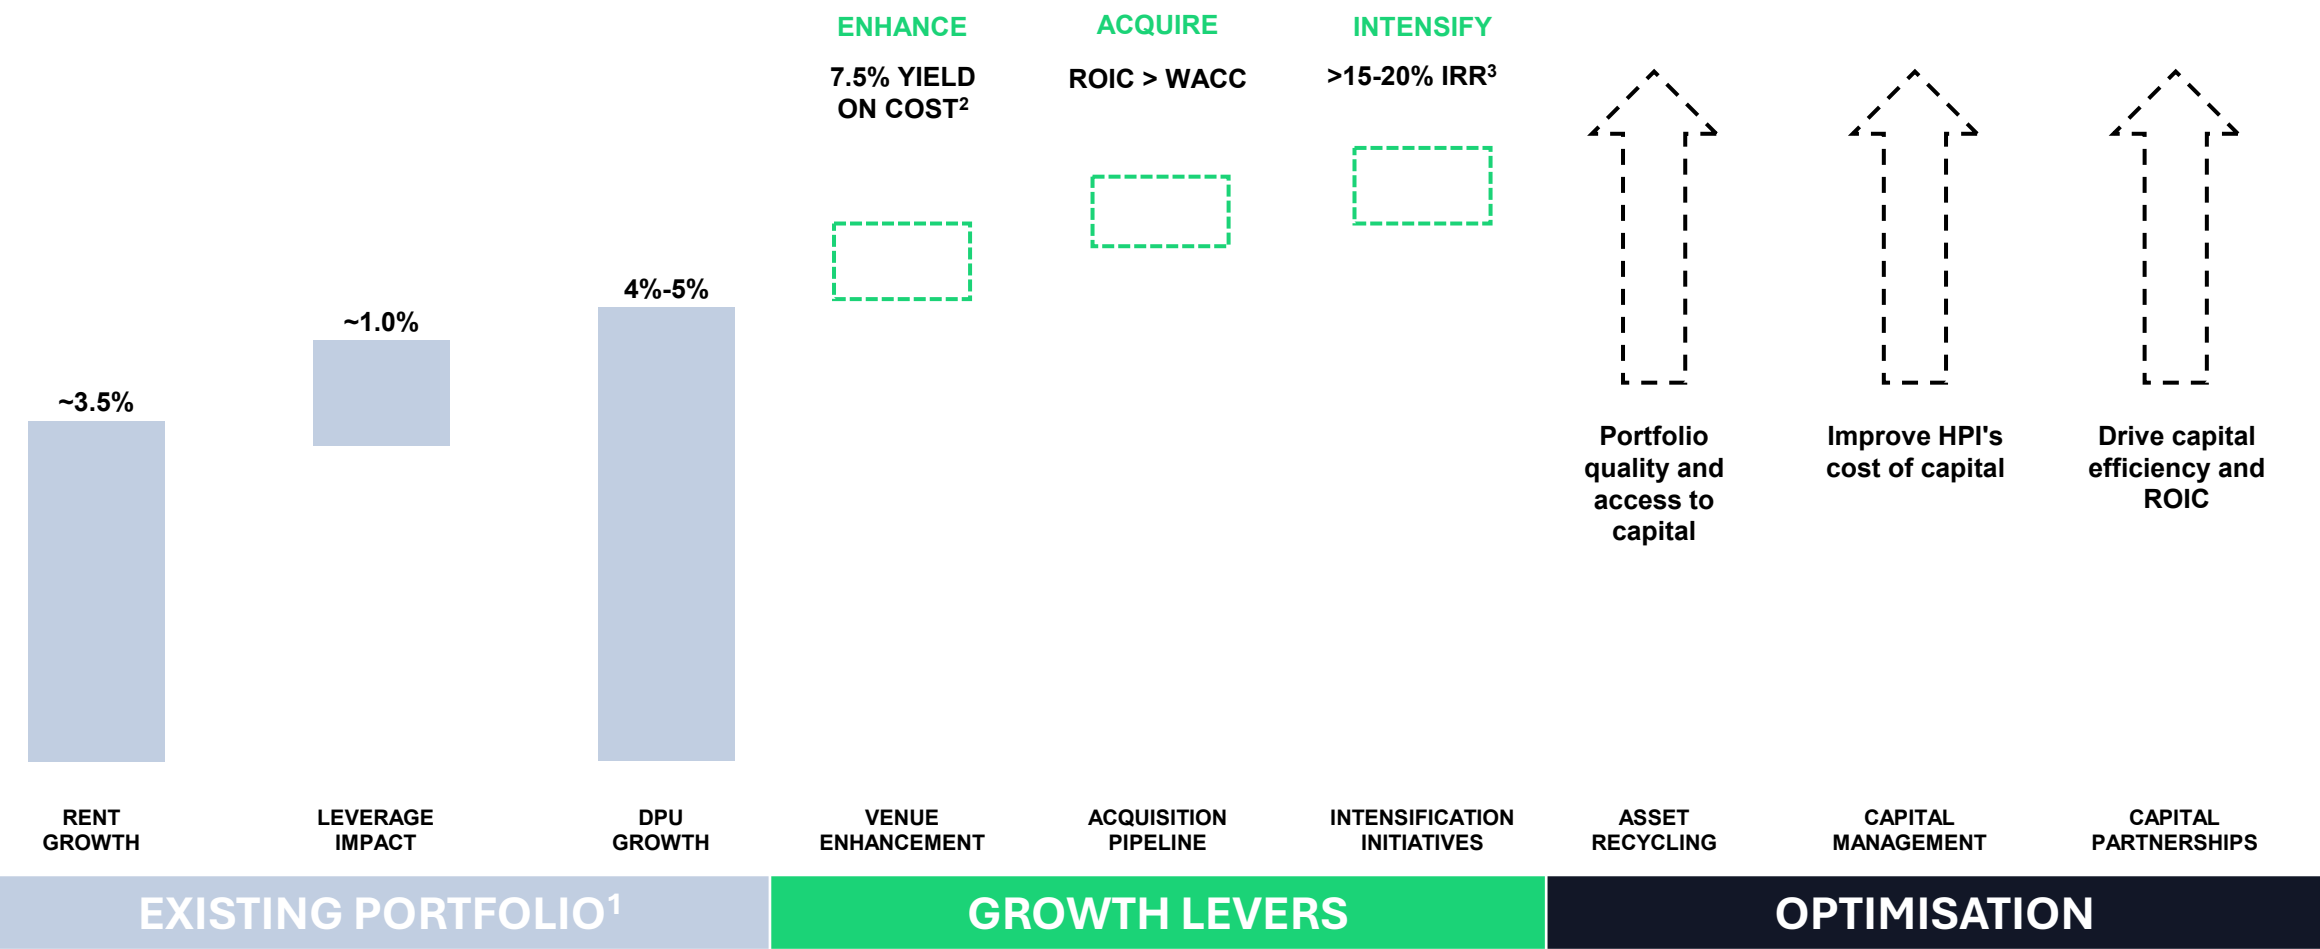 ENHANCE
7.5% YIELD
ON COST²
ACQUIRE
ROIC > WACC
INTENSIFY
>15-20% IRR³
~3.5%
~1.0%
4%-5%
Portfolio
quality and
access to
capital
Improve HPI's
cost of capital
Drive capital
efficiency and
ROIC
RENT
GROWTH
LEVERAGE
IMPACT
DPU
GROWTH
VENUE
ENHANCEMENT
ACQUISITION
PIPELINE
INTENSIFICATION
INITIATIVES
ASSET
RECYCLING
CAPITAL
MANAGEMENT
CAPITAL
PARTNERSHIPS
EXISTING PORTFOLIO¹
GROWTH LEVERS
OPTIMISATION